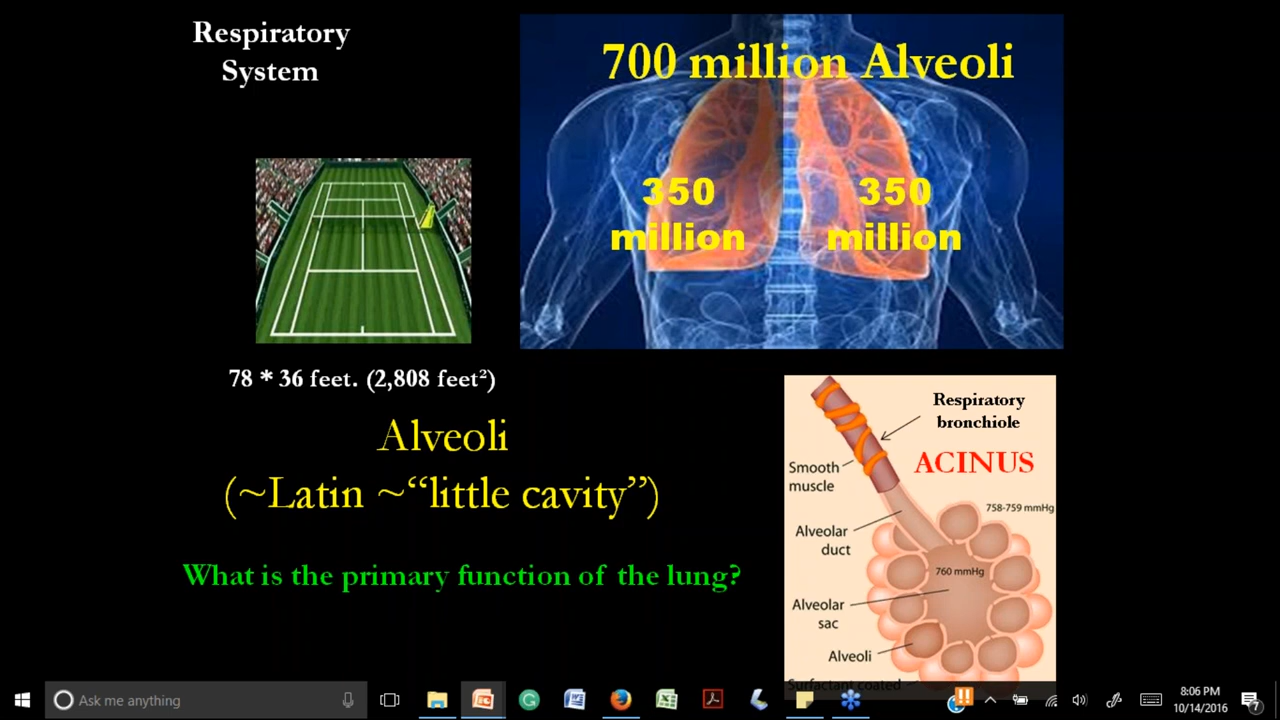 Respiratory
System
700 million Alveoli
350
million
350
million
78 * 36 feet. (2,808 feet²)
Alveoli
(~Latin ~“little cavity”)
What is the primary function of the lung?
Respiratory
bronchiole
ACINUS
Smooth
muscle
758-759 mmHg
Alveolar
duct
760 mmHg
Alveolar
sac
Alveoli
Surfactant coated
Ask me anything
8:06 PM
10/14/2016
7